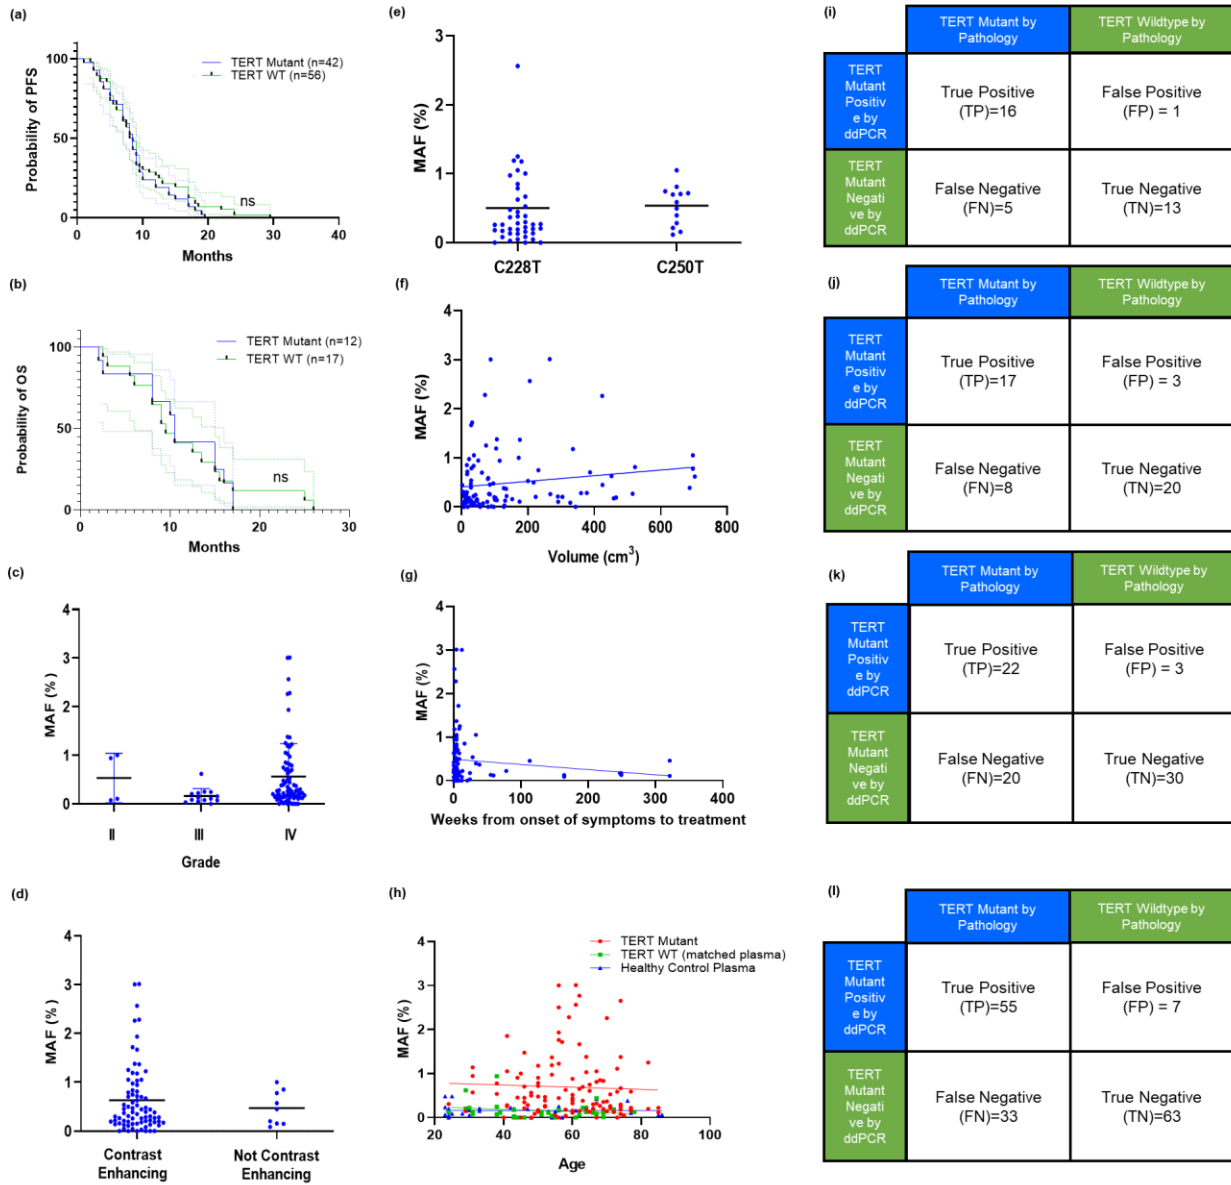 (a)
100
50
0
Probability of PFS
TERT Mutant (n=42)
TERT WT (n=56)
ns
0 10 20 30 40
Months
(b)
100
50
0
Probability of OS
TERT Mutant (n=12)
TERT WT (n=17)
ns
0 10 20 30
Months
(c)
4
3
2
1
0
MAF (%)
II III IV
Grade
(d)
4
3
2
1
0
MAF (%)
Contrast
Enhancing
Not Contrast
Enhancing
(e)
3
2
1
0
MAF (%)
C228T C250T
(f)
4
3
2
1
0
MAF (%)
0 200 400 600 800
Volume (cm³)
(g)
4
3
2
1
0
MAF (%)
0 100 200 300 400
Weeks from onset of symptoms to treatment
(h)
4
3
2
1
0
MAF (%)
TERT Mutant
TERT WT (matched plasma)
Healthy Control Plasma
20 40 60 80 100
Age
(i)
TERT Mutant by
Pathology
TERT Wildtype by
Pathology
TERT
Mutant
Positiv
e by
ddPCR
True Positive
(TP)=16
False Positive
(FP) = 1
TERT
Mutant
Negati
ve by
ddPCR
False Negative
(FN)=5
True Negative
(TN)=13
(j)
TERT Mutant by
Pathology
TERT Wildtype by
Pathology
TERT
Mutant
Positiv
e by
ddPCR
True Positive
(TP)=17
False Positive
(FP) = 3
TERT
Mutant
Negati
ve by
ddPCR
False Negative
(FN)=8
True Negative
(TN)=20
(k)
TERT Mutant by
Pathology
TERT Wildtype by
Pathology
TERT
Mutant
Positiv
e by
ddPCR
True Positive
(TP)=22
False Positive
(FP) = 3
TERT
Mutant
Negati
ve by
ddPCR
False Negative
(FN)=20
True Negative
(TN)=30
(l)
TERT Mutant by
Pathology
TERT Wildtype by
Pathology
TERT
Mutant
Positiv
e by
ddPCR
True Positive
(TP)=55
False Positive
(FP) = 7
TERT
Mutant
Negati
ve by
ddPCR
False Negative
(FN)=33
True Negative
(TN)=63